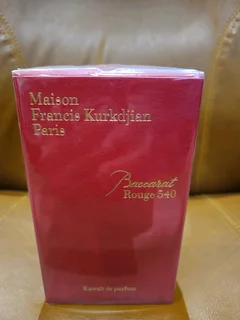 Maison
Francis Kurkdjian
Paris
Baccarat
Rouge 540
Extrait de parfum